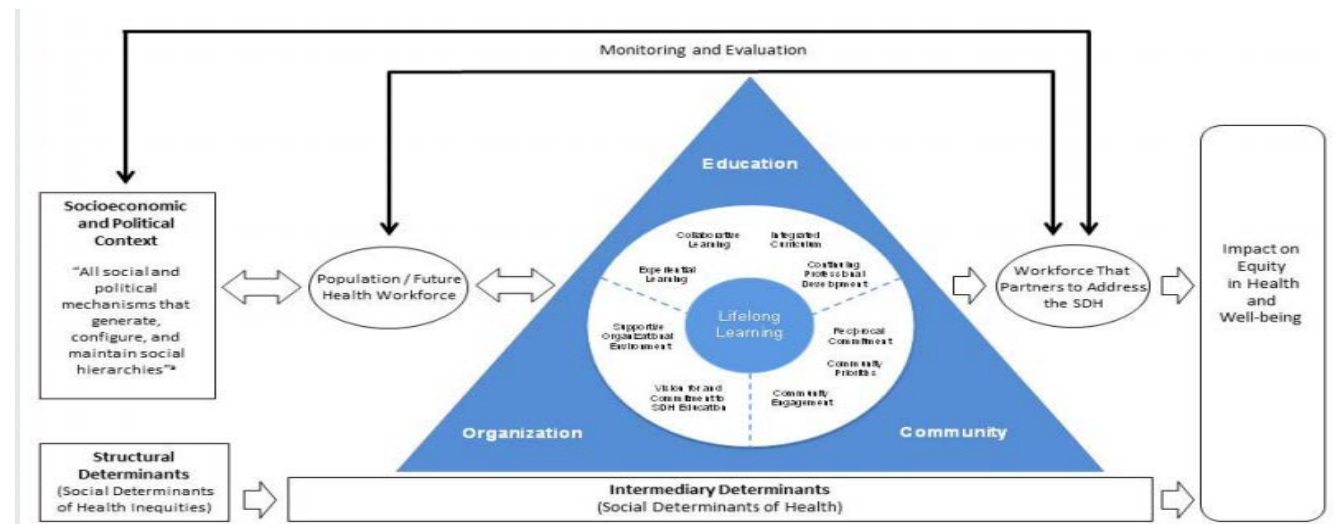 Monitoring and Evaluation
Education
Socioeconomic
and Political
Context
"All social and
political
mechanisms that
generate,
configure, and
maintain social
hierarchies"ᵃ
Population / Future
Health Workforce
Collaborative
Learning
Integrated
Curriculum
Experiential
Learning
Continuing
Professional
Development
Lifelong
Learning
Supportive
Organizational
Environment
Reciprocal
Commitment
Community
Priorities
Vision for and
Commitment to
SDH Education
Community
Engagement
Organization
Community
Workforce That
Partners to Address
the SDH
Impact on
Equity
in Health
and
Well-being
Structural
Determinants
(Social Determinants
of Health Inequities)
Intermediary Determinants
(Social Determinants of Health)